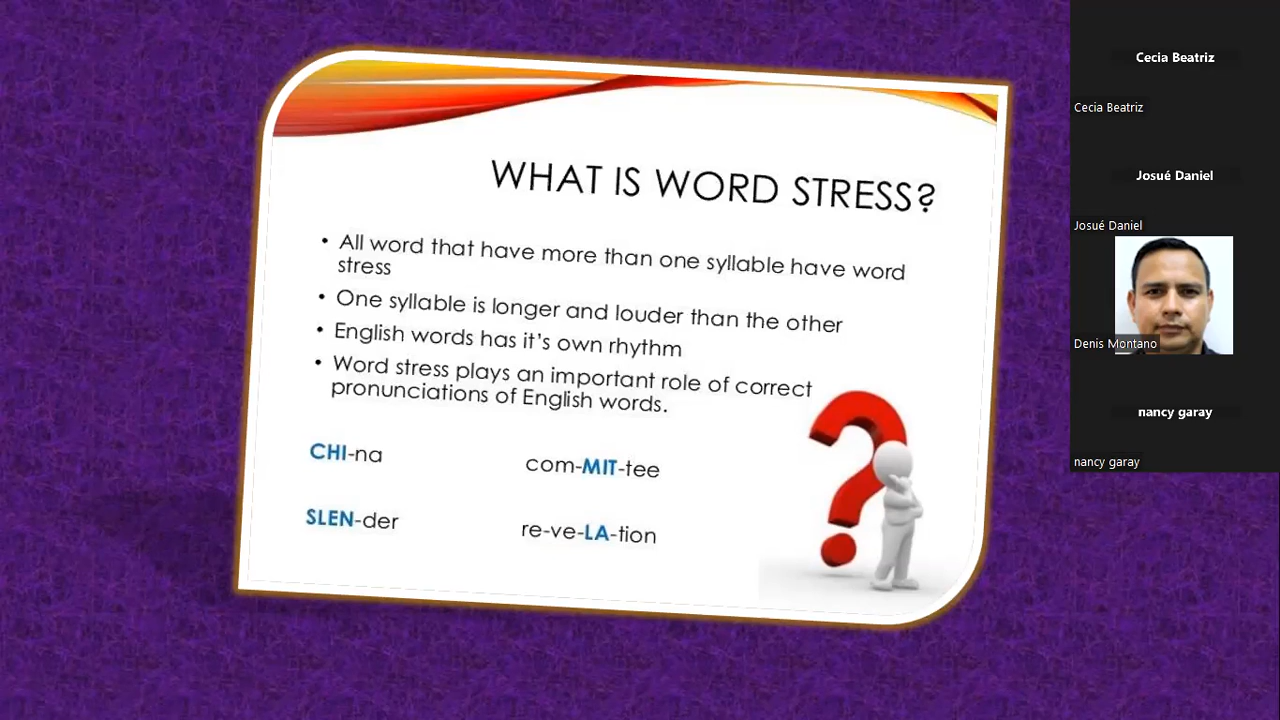 WHAT IS WORD STRESS?
• All word that have more than one syllable have word
stress
• One syllable is longer and louder than the other
• English words has it's own rhythm
• Word stress plays an important role of correct
pronunciations of English words.
CHI-na
com-MIT-tee
SLEN-der
re-ve-LA-tion
Cecia Beatriz
Cecia Beatriz
Josué Daniel
Josué Daniel
Denis Montano
nancy garay
nancy garay